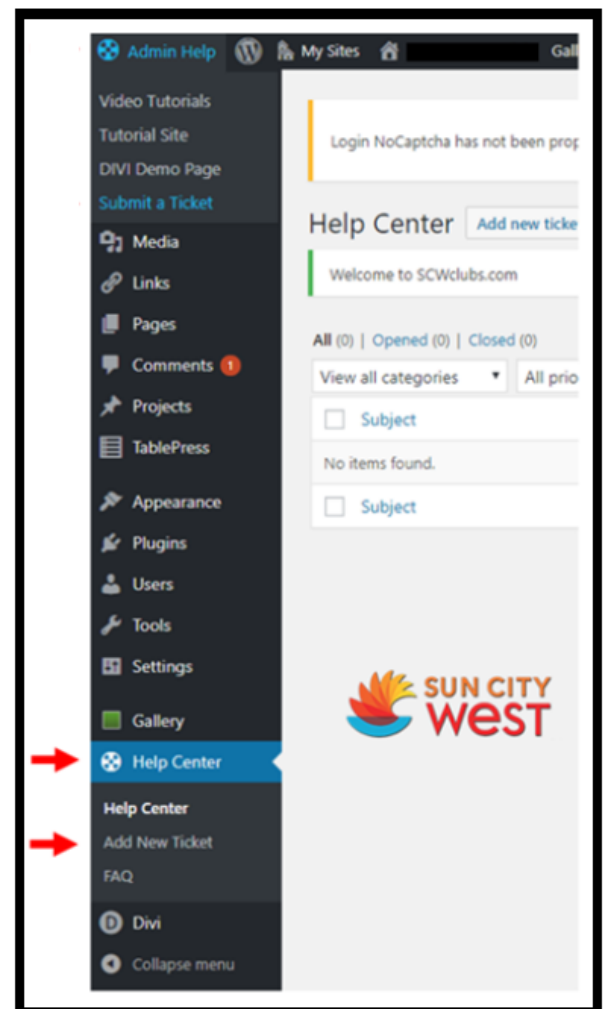 Admin Help
My Sites
Gall
Video Tutorials
Tutorial Site
DIVI Demo Page
Submit a Ticket
Media
Links
Pages
Comments 1
Projects
TablePress
Appearance
Plugins
Users
Tools
Settings
Gallery
Help Center
Help Center
Add New Ticket
FAQ
Divi
Collapse menu
Login NoCaptcha has not been prop
Help Center Add new ticke
Welcome to SCWclubs.com
All (0) | Opened (0) | Closed (0)
View all categories All prio
Subject
No items found.
Subject
SUN CITY
West